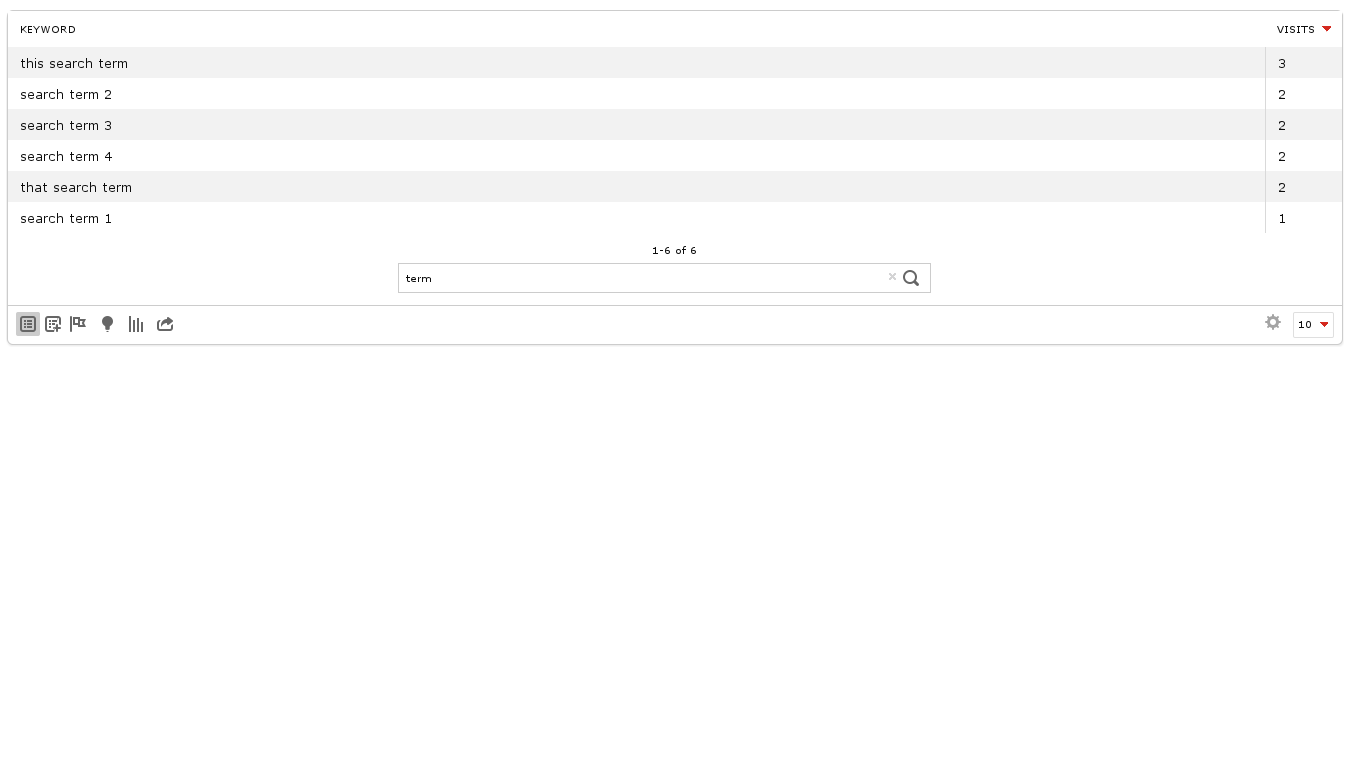 KEYWORD VISITS
this search term 3
search term 2 2
search term 3 2
search term 4 2
that search term 2
search term 1 1
1-6 of 6
term
10